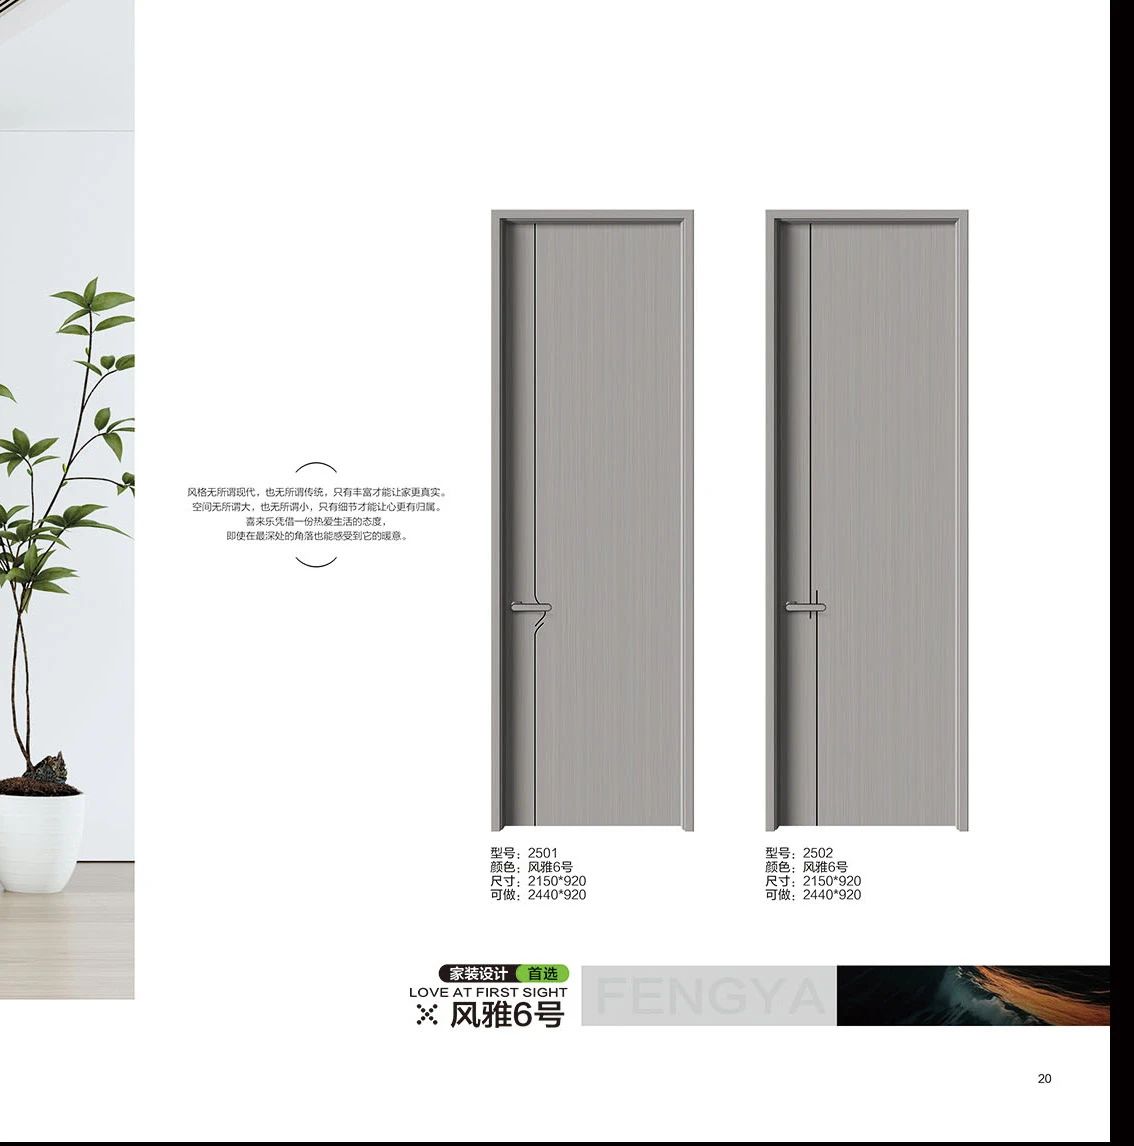 风格无所谓现代，也无所谓传统，只有丰富才能让家更真实。
空间无所谓大，也无所谓小，只有细节才能让心更有归属。
喜来乐凭借一份热爱生活的态度，
即使在最深处的角落也能感受到它的暖意。
型号：2501
颜色：风雅6号
尺寸：2150*920
可做：2440*920
型号：2502
颜色：风雅6号
尺寸：2150*920
可做：2440*920
家装设计 首选
LOVE AT FIRST SIGHT
风雅6号
FENGYA
20